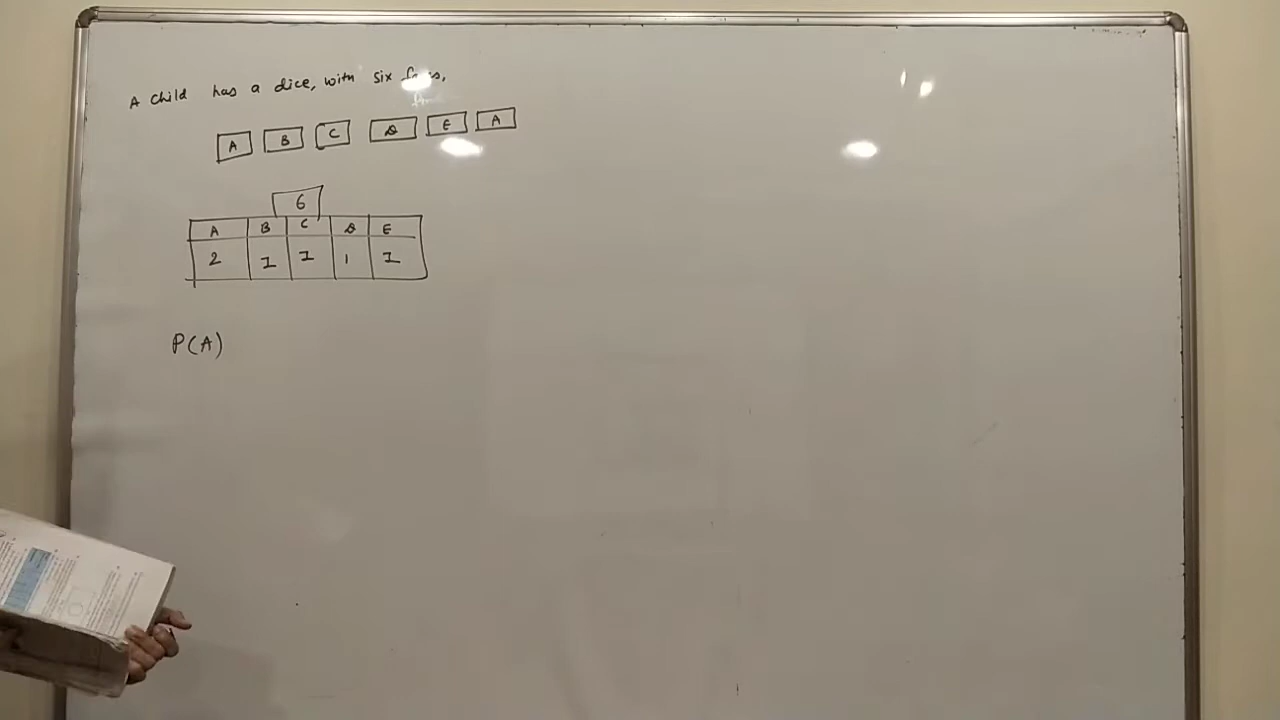 A child has a dice, with six
A B C D E A
6
A B C D E
2 1 1 1 1
P(A)